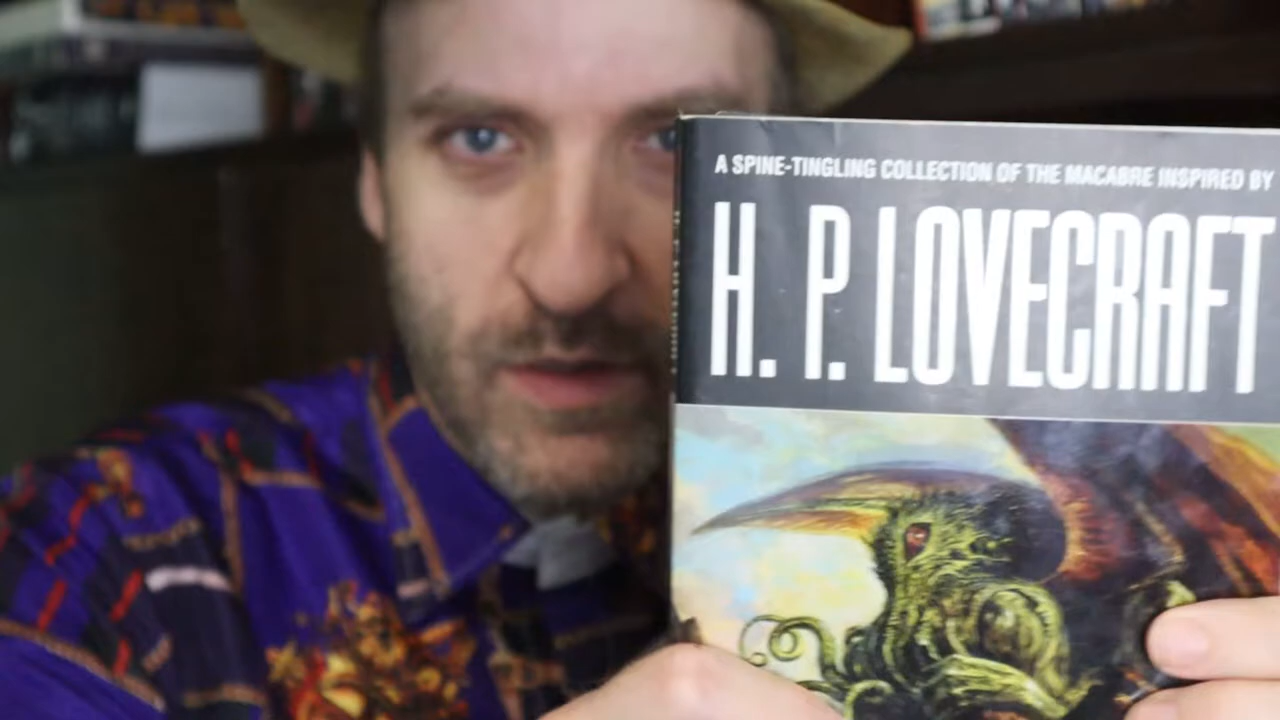 A SPINE-TINGLING COLLECTION OF THE MACABRE INSPIRED BY
H. P. LOVECRAFT